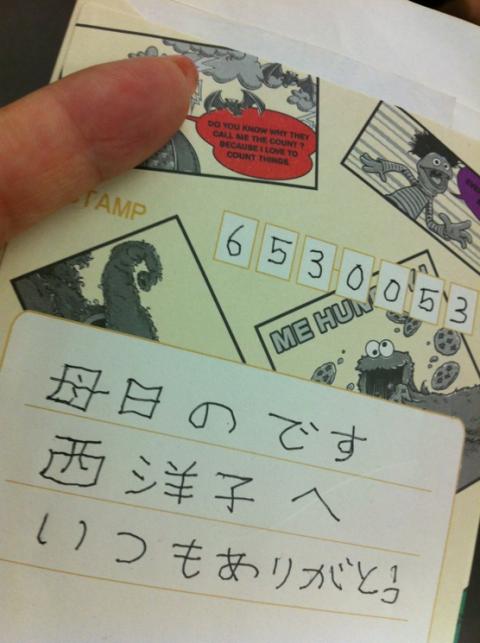 DO YOU KNOW WHY THEY
CALL ME THE COUNT ?
BECAUSE I LOVE TO
COUNT THINGS.
STAMP
6530053
ME HUN
母日のです
西洋子へ
いつもありがとう